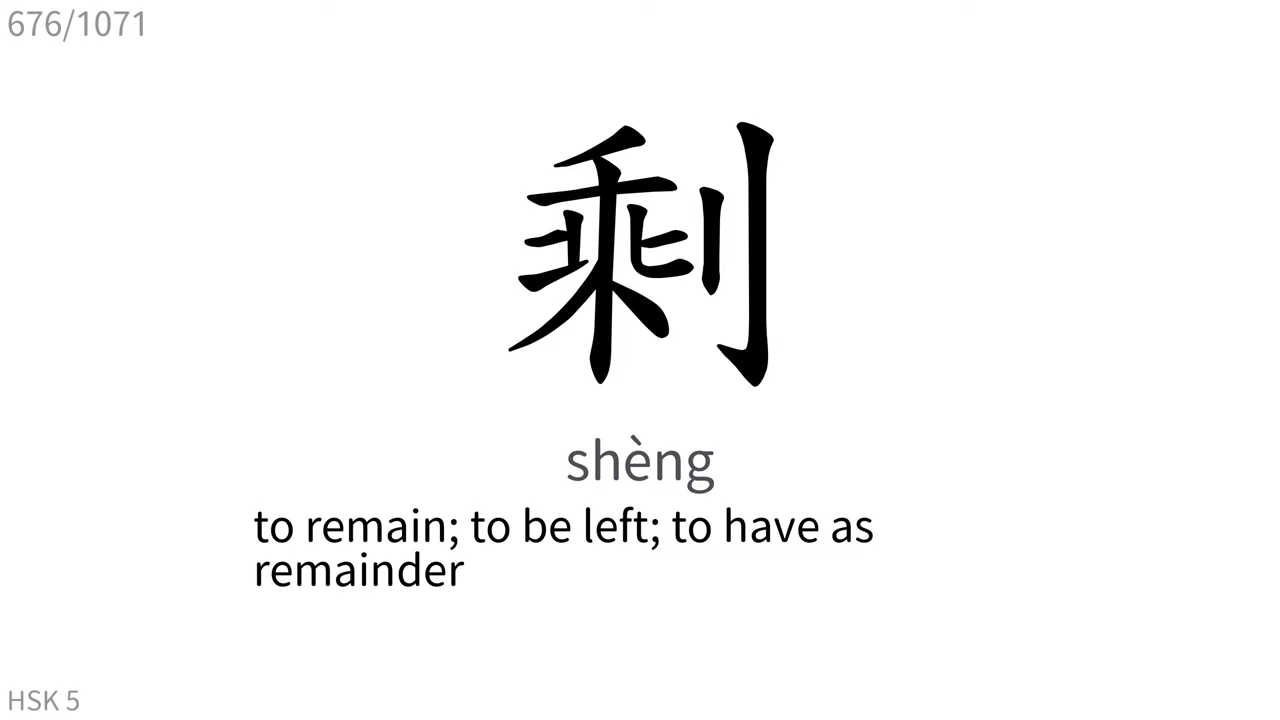 676/1071
剩
shèng
to remain; to be left; to have as
remainder
HSK 5